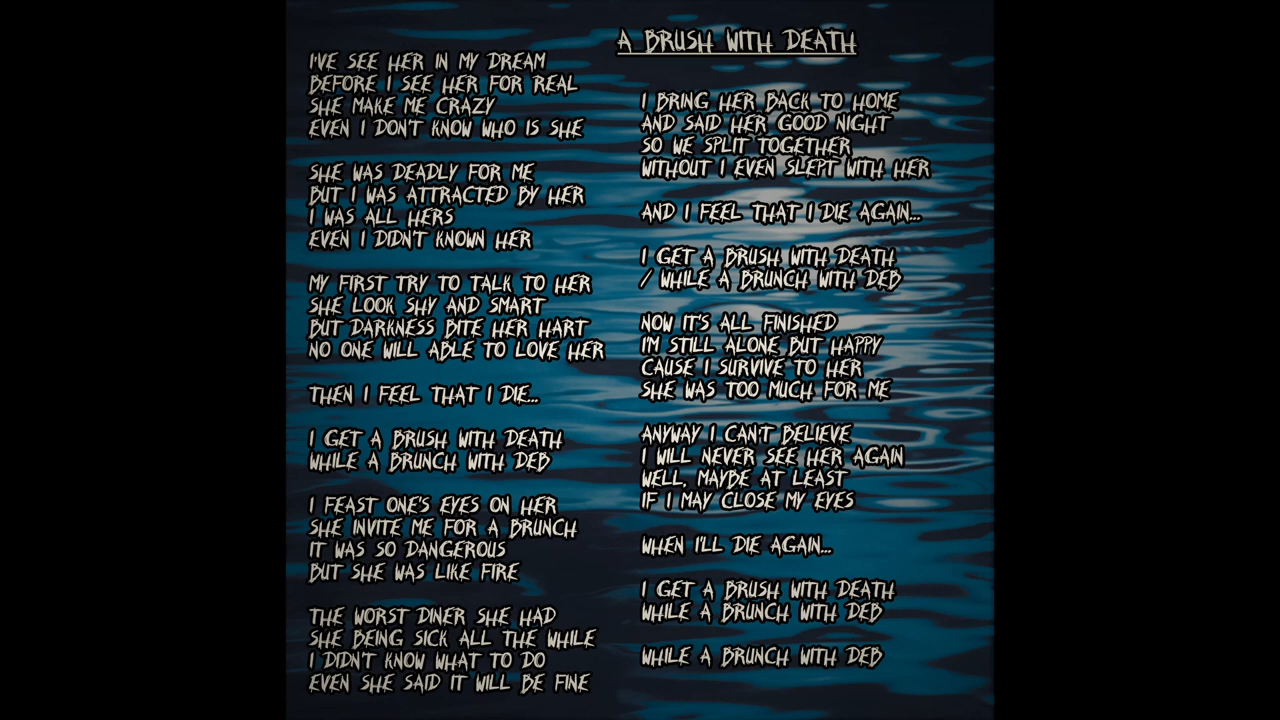 A BRUSH WITH DEATH
I'VE SEE HER IN MY DREAM
BEFORE I SEE HER FOR REAL
SHE MAKE ME CRAZY
EVEN I DON'T KNOW WHO IS SHE
SHE WAS DEADLY FOR ME
BUT I WAS ATTRACTED BY HER
I WAS ALL HERS
EVEN I DIDN'T KNOWN HER
MY FIRST TRY TO TALK TO HER
SHE LOOK SHY AND SMART
BUT DARKNESS BITE HER HART
NO ONE WILL ABLE TO LOVE HER
THEN I FEEL THAT I DIE...
I GET A BRUSH WITH DEATH
WHILE A BRUNCH WITH DEB
I FEAST ONE'S EYES ON HER
SHE INVITE ME FOR A BRUNCH
IT WAS SO DANGEROUS
BUT SHE WAS LIKE FIRE
THE WORST DINER SHE HAD
SHE BEING SICK ALL THE WHILE
I DIDN'T KNOW WHAT TO DO
EVEN SHE SAID IT WILL BE FINE
I BRING HER BACK TO HOME
AND SAID HER GOOD NIGHT
SO WE SPLIT TOGETHER
WITHOUT I EVEN SLEPT WITH HER
AND I FEEL THAT I DIE AGAIN...
I GET A BRUSH WITH DEATH
/ WHILE A BRUNCH WITH DEB
NOW IT'S ALL FINISHED
I'M STILL ALONE BUT HAPPY
CAUSE I SURVIVE TO HER
SHE WAS TOO MUCH FOR ME
ANYWAY I CAN'T BELIEVE
I WILL NEVER SEE HER AGAIN
WELL, MAYBE AT LEAST
IF I MAY CLOSE MY EYES
WHEN I'LL DIE AGAIN...
I GET A BRUSH WITH DEATH
WHILE A BRUNCH WITH DEB
WHILE A BRUNCH WITH DEB